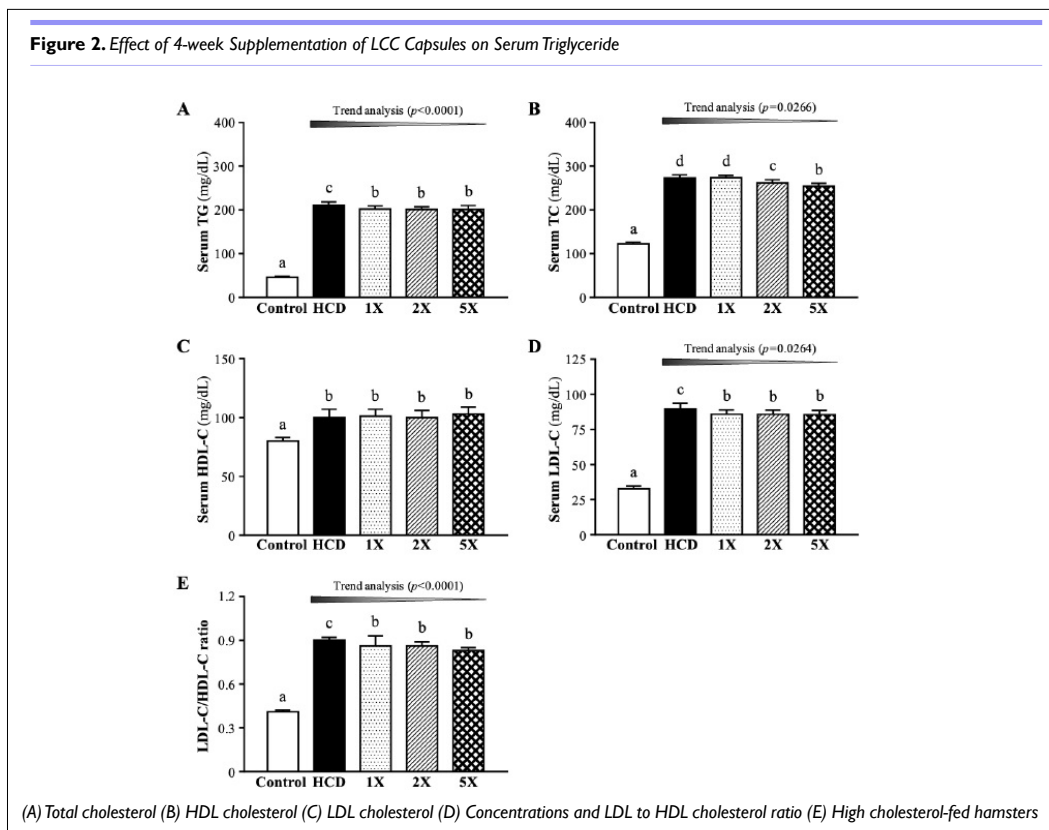 Figure 2. Effect of 4-week Supplementation of LCC Capsules on Serum Triglyceride
A
Trend analysis (p<0.0001)
Serum TG (mg/dL)
400
300
200
100
0
a
c
b
b
b
Control HCD 1X 2X 5X
B
Trend analysis (p=0.0266)
Serum TC (mg/dL)
400
300
200
100
0
a
d
d
c
b
Control HCD 1X 2X 5X
C
Serum HDL-C (mg/dL)
150
100
50
0
a
b
b
b
b
Control HCD 1X 2X 5X
D
Trend analysis (p=0.0264)
Serum LDL-C (mg/dL)
125
100
75
50
25
0
a
c
b
b
b
Control HCD 1X 2X 5X
E
Trend analysis (p<0.0001)
LDL-C/HDL-C ratio
1.2
0.9
0.6
0.3
0
a
c
b
b
b
Control HCD 1X 2X 5X
(A) Total cholesterol (B) HDL cholesterol (C) LDL cholesterol (D) Concentrations and LDL to HDL cholesterol ratio (E) High cholesterol-fed hamsters